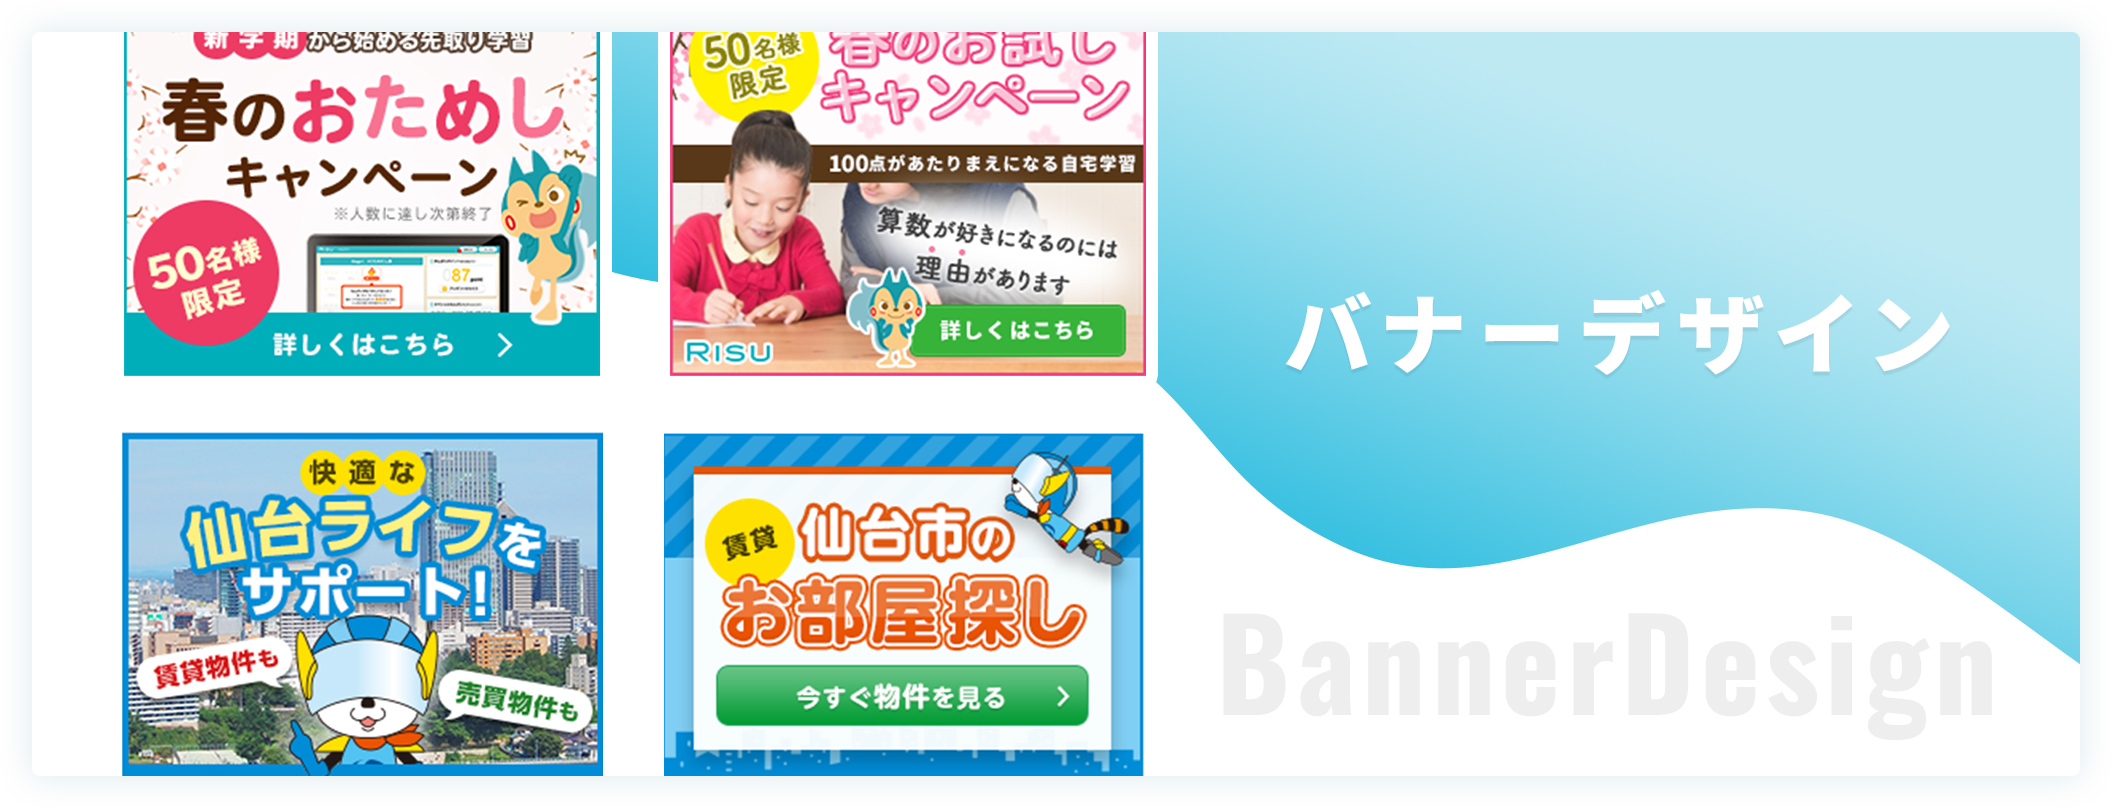 新学期から始める先取り学習
春のおためし
キャンペーン
※人数に達し次第終了
50名様
限定
87
詳しくはこちら
50名様
限定
春のお試し
キャンペーン
100点があたりまえになる自宅学習
算数が好きになるのには
理由があります
詳しくはこちら
RISU
快適な
仙台ライフを
サポート!
賃貸物件も
売買物件も
賃貸
仙台市の
お部屋探し
今すぐ物件を見る
バナーデザイン
BannerDesign